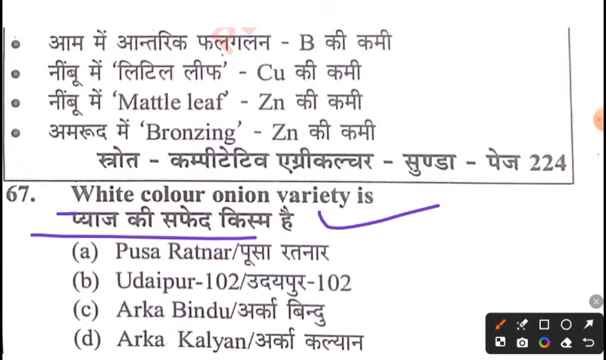 • आम में आन्तरिक फलगलन - B की कमी
• नींबू में ‘लिटिल लीफ’ - Cu की कमी
• नींबू में ‘Mattle leaf’ - Zn की कमी
• अमरूद में ‘Bronzing’ - Zn की कमी
स्त्रोत - कम्पीटेटिव एग्रीकल्चर - सुण्डा - पेज 224
67. White colour onion variety is
प्याज की सफेद किस्म है
(a) Pusa Ratnar/पूसा रतनार
(b) Udaipur-102/उदयपुर-102
(c) Arka Bindu/अर्का बिन्दु
(d) Arka Kalyan/अर्का कल्यान